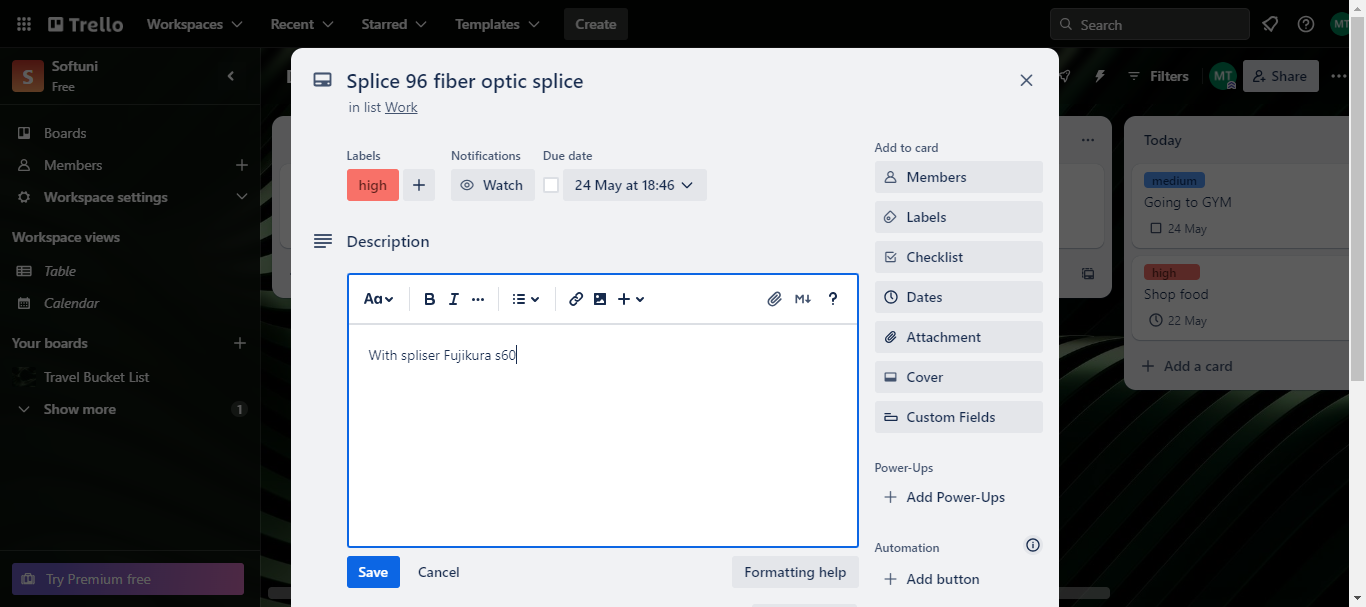 Trello
Workspaces
Recent
Starred
Templates
Create
Search
MT
S
Softuni
Free
Boards
Members
Workspace settings
Workspace views
Table
Calendar
Your boards
Travel Bucket List
Show more
1
Try Premium free
Splice 96 fiber optic splice
in list Work
Labels
high
Notifications
Watch
Due date
24 May at 18:46
Description
Aa
B
I
M↓
?
With spliser Fujikura s60
Save
Cancel
Formatting help
Add to card
Members
Labels
Checklist
Dates
Attachment
Cover
Custom Fields
Power-Ups
Add Power-Ups
Automation
Add button
Filters
MT
Share
Today
medium
Going to GYM
24 May
high
Shop food
22 May
Add a card